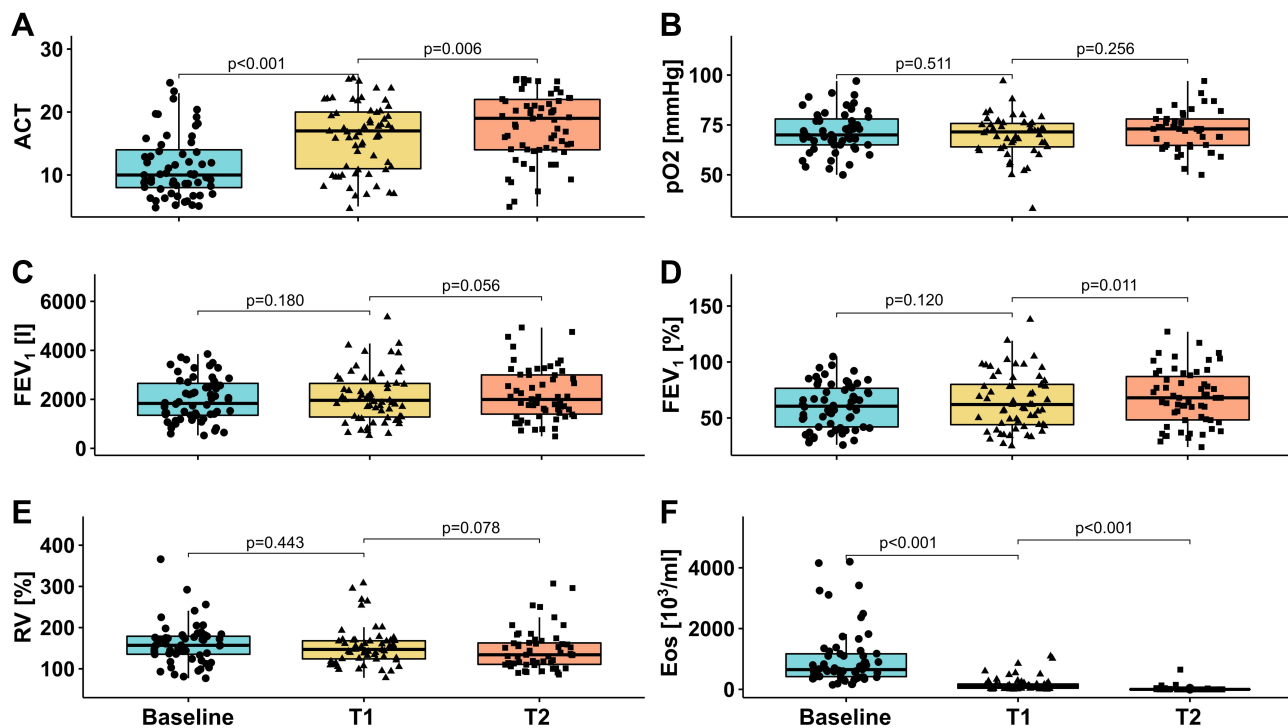 A
ACT
30
20
10
p<0.001
p=0.006
B
pO2 [mmHg]
100
75
50
p=0.511
p=0.256
C
FEV₁ [l]
6000
4000
2000
0
p=0.180
p=0.056
D
FEV₁ [%]
150
100
50
p=0.120
p=0.011
E
RV [%]
400
300
200
100
p=0.443
p=0.078
Baseline T1 T2
F
Eos [10³/ml]
4000
2000
0
p<0.001
p<0.001
Baseline T1 T2